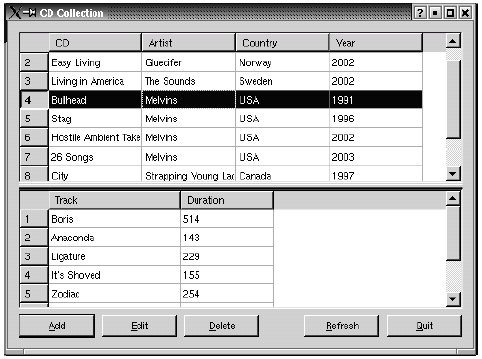 CD Collection
CD Artist Country Year
2 Easy Living Gluecifer Norway 2002
3 Living in America The Sounds Sweden 2002
4 Bullhead Melvins USA 1991
5 Stag Melvins USA 1996
6 Hostile Ambient Take Melvins USA 2002
7 26 Songs Melvins USA 2003
8 City Strapping Young Lad Canada 1997
Track Duration
1 Boris 514
2 Anaconda 143
3 Ligature 229
4 It's Shoved 155
5 Zodiac 254
Add Edit Delete Refresh Quit